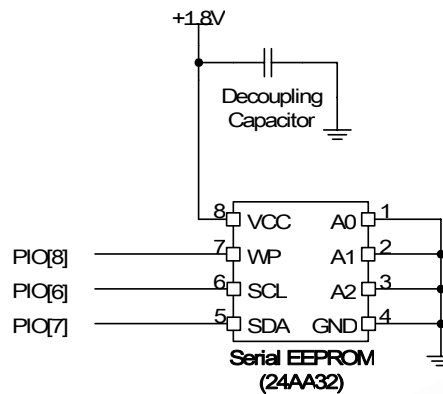 +1.8V
Decoupling
Capacitor
8 VCC A0 1
PIO[8] 7 WP A1 2
PIO[6] 6 SCL A2 3
PIO[7] 5 SDA GND 4
Serial EEPROM
(24AA32)